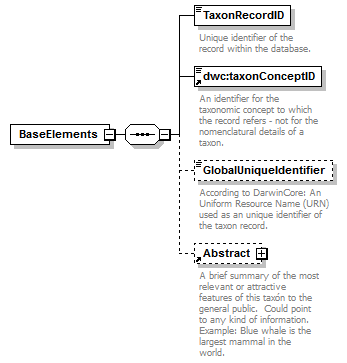 TaxonRecordID
Unique identifier of the
record within the database.
dwc:taxonConceptID
An identifier for the
taxonomic concept to which
the record refers - not for the
nomenclatural details of a
taxon.
BaseElements
GlobalUniqueIdentifier
According to DarwinCore: An
Uniform Resource Name (URN)
used as an unique identifier of
the taxon record.
Abstract
A brief summary of the most
relevant or attractive
features of this taxón to the
general public.  Could point
to any kind of information.
Example: Blue whale is the
largest mammal in the
world.